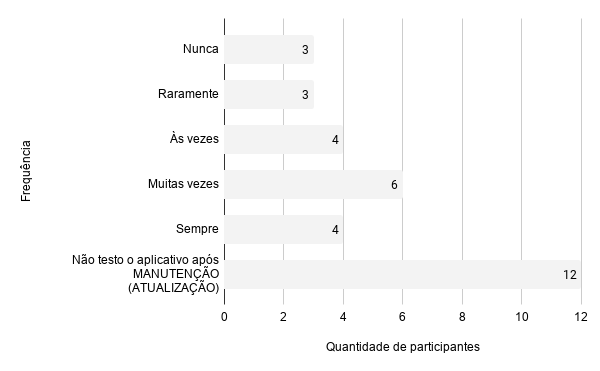 Nunca 3
Raramente 3
Às vezes 4
Muitas vezes 6
Sempre 4
Não testo o aplicativo após
MANUTENÇÃO 12
(ATUALIZAÇÃO)
0 2 4 6 8 10 12
Quantidade de participantes
Frequência